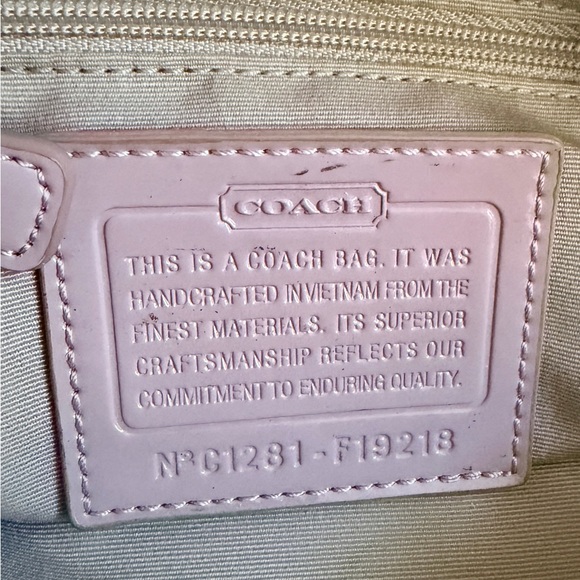 COACH
THIS IS A COACH BAG. IT WAS
HANDCRAFTED IN VIETNAM FROM THE
FINEST MATERIALS. ITS SUPERIOR
CRAFTSMANSHIP REFLECTS OUR
COMMITMENT TO ENDURING QUALITY.
Nº C1281-F19218